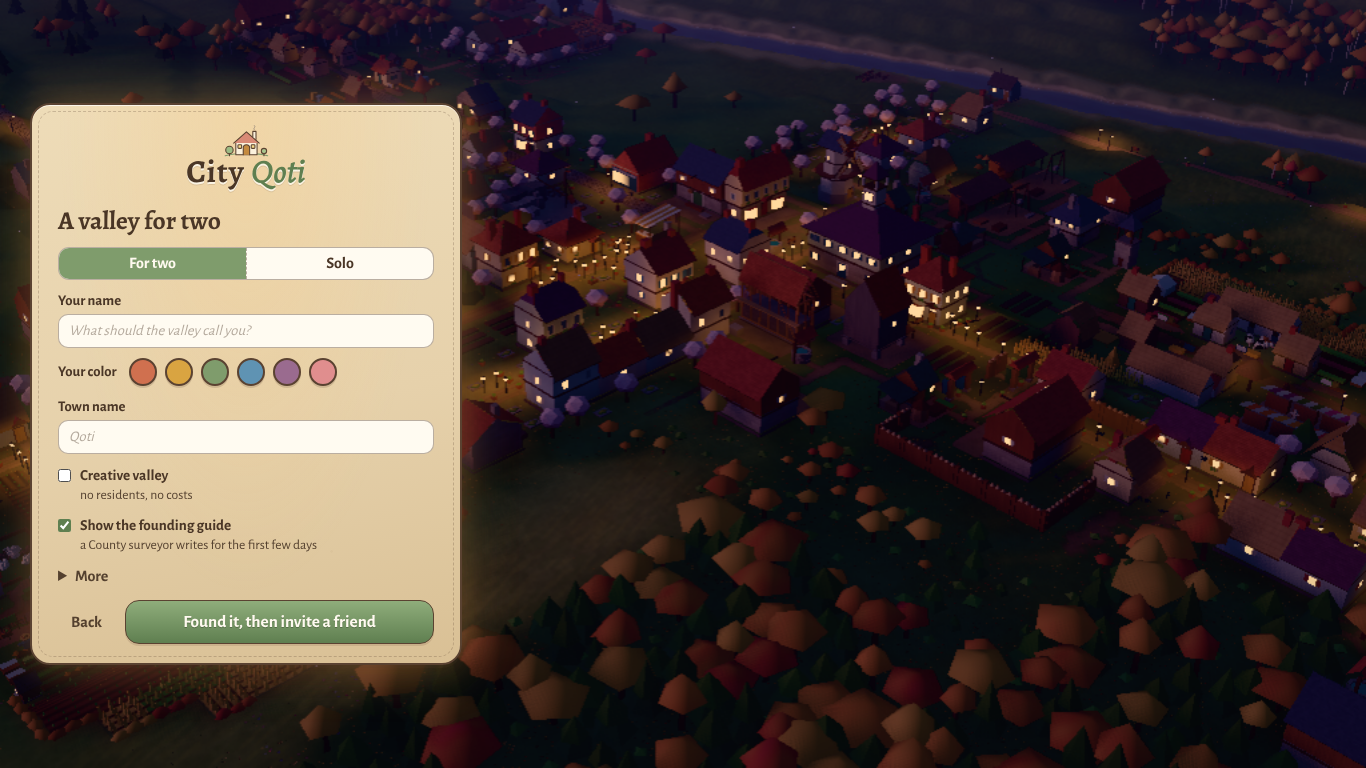 City Qoti
A valley for two
For two
Solo
Your name
What should the valley call you?
Your color
Town name
Qoti
Creative valley
no residents, no costs
Show the founding guide
a County surveyor writes for the first few days
More
Back
Found it, then invite a friend